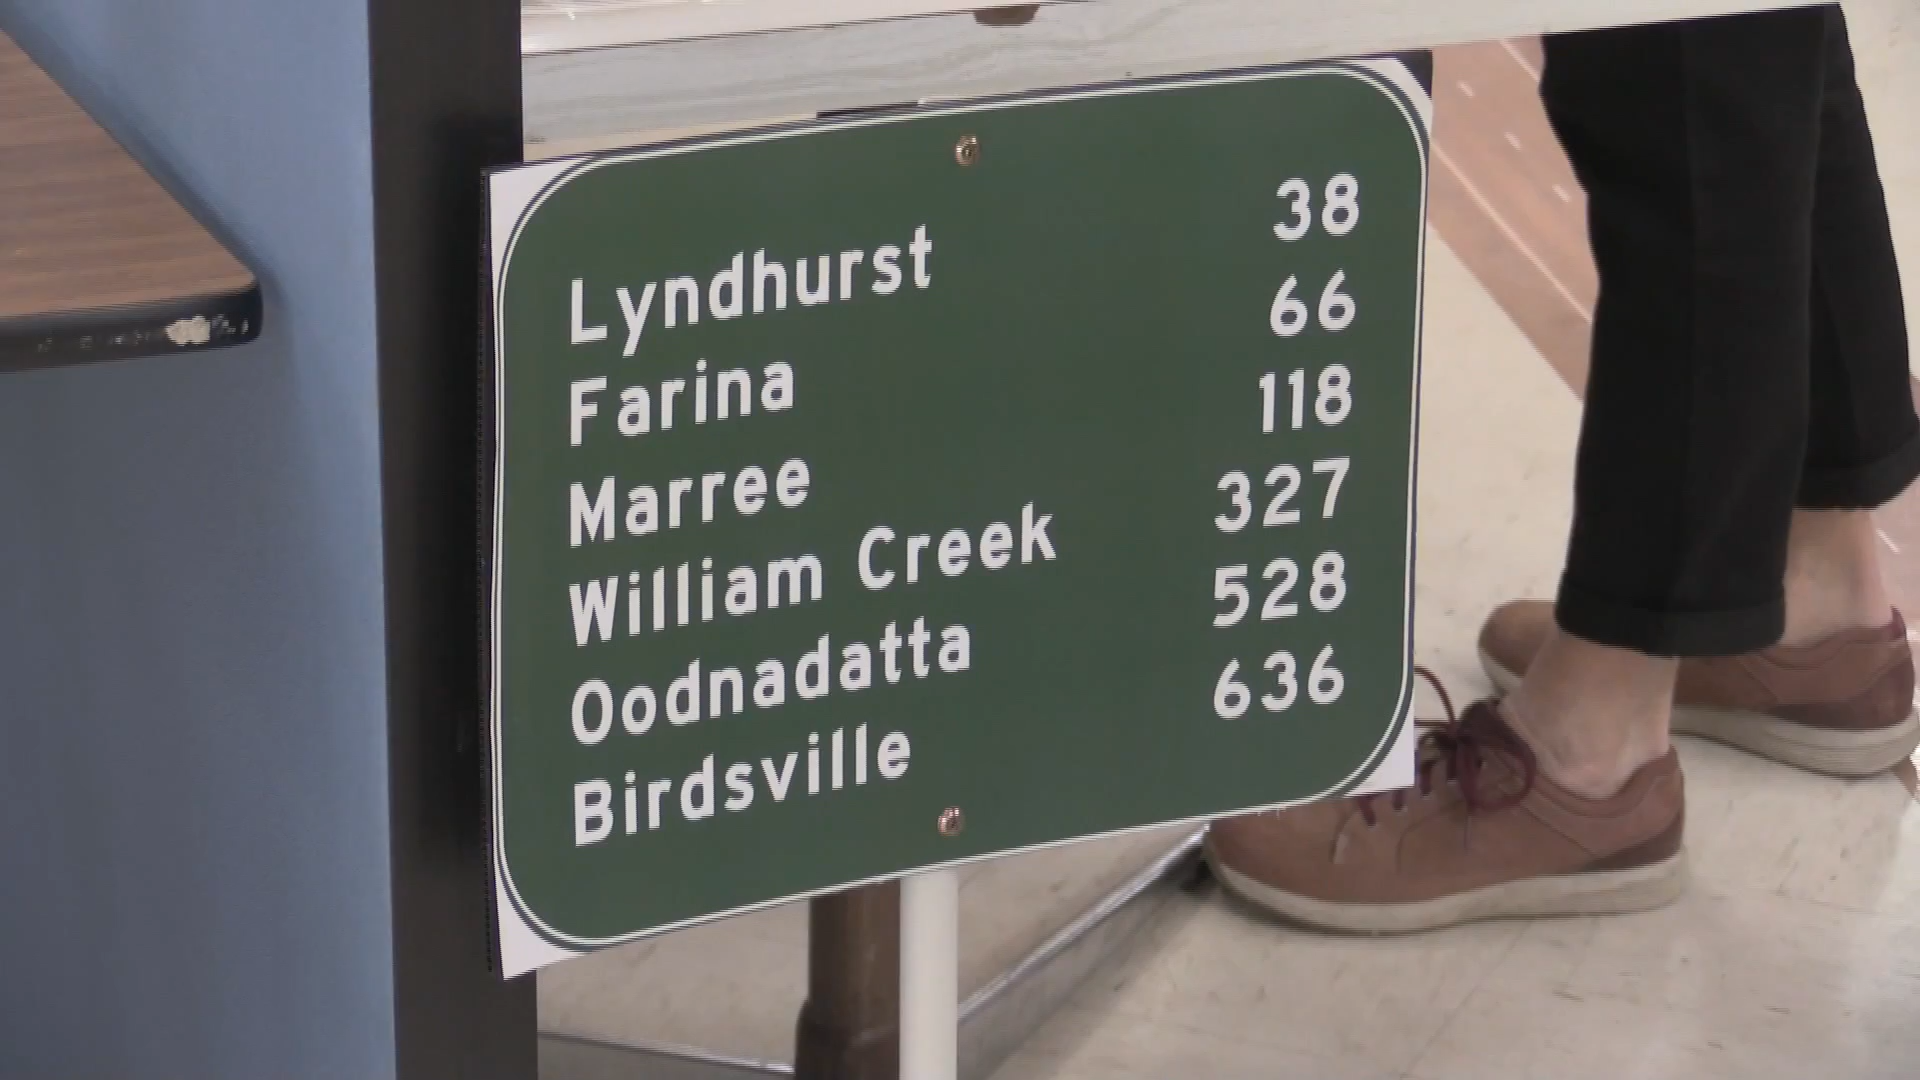 Lyndhurst 38
Farina 66
Marree 118
William Creek 327
Oodnadatta 528
Birdsville 636